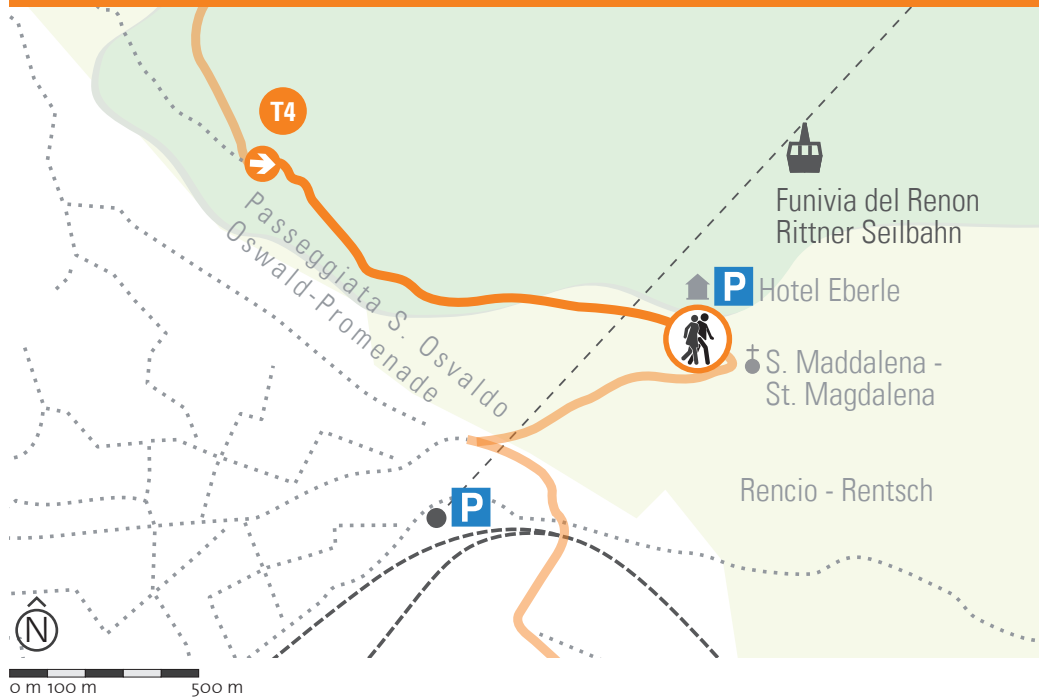 T4
Passeggiata S. Osvaldo
Oswald-Promenade
Funivia del Renon
Rittner Seilbahn
P Hotel Eberle
S. Maddalena -
St. Magdalena
Rencio - Rentsch
P
N
0 m 100 m 500 m